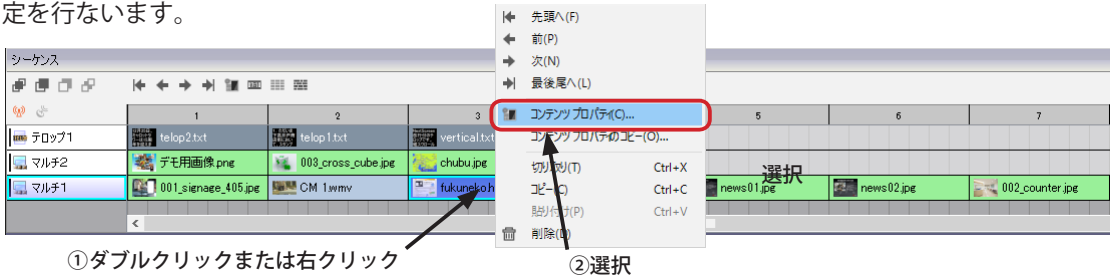 定を行ないます。
先頭へ(F)
前(P)
次(N)
最後尾へ(L)
コンテンツ プロパティ(C)...
コンテンツ プロパティのコピー(O)...
切り取り(T) Ctrl+X
コピー(C) Ctrl+C
貼り付け(P) Ctrl+V
削除(D)
シーケンス
1 2 3 5 6 7
テロップ1 telop2.txt telop1.txt vertical.txt
マルチ2 デモ用画像.png 003_cross_cube.jpg chubu.jpg
マルチ1 001_signage_405.jpg CM 1.wmv fukuneko.h news01.jpg news02.jpg 002_counter.jpg
選択
①ダブルクリックまたは右クリック
②選択